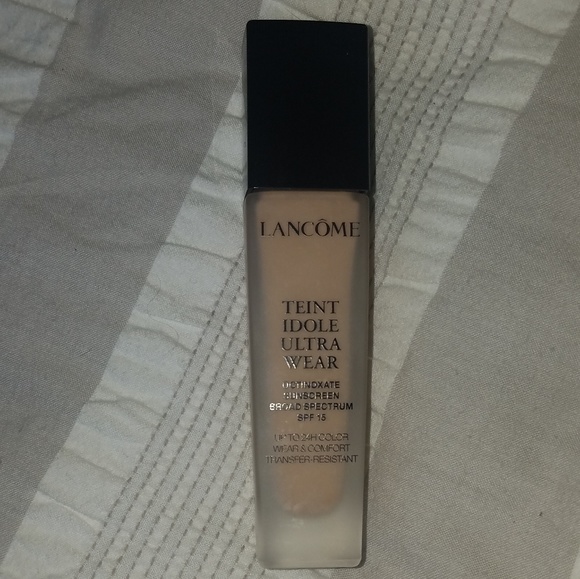 LANCÔME
TEINT
IDOLE
ULTRA
WEAR
OCTINOXATE
SUNSCREEN
BROAD SPECTRUM
SPF 15
UP TO 24H COLOR
WEAR & COMFORT
TRANSFER-RESISTANT